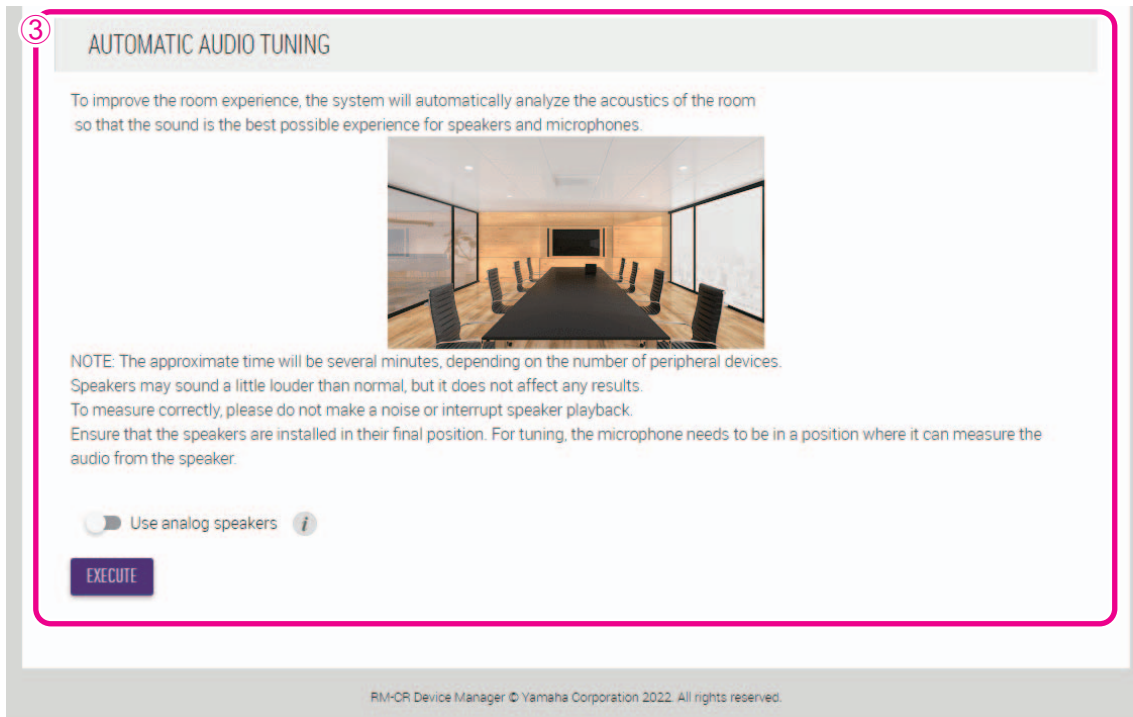 ③
AUTOMATIC AUDIO TUNING
To improve the room experience, the system will automatically analyze the acoustics of the room
so that the sound is the best possible experience for speakers and microphones.
NOTE: The approximate time will be several minutes, depending on the number of peripheral devices.
Speakers may sound a little louder than normal, but it does not affect any results.
To measure correctly, please do not make a noise or interrupt speaker playback.
Ensure that the speakers are installed in their final position. For tuning, the microphone needs to be in a position where it can measure the
audio from the speaker.
Use analog speakers i
EXECUTE
RM-CR Device Manager © Yamaha Corporation 2022. All rights reserved.